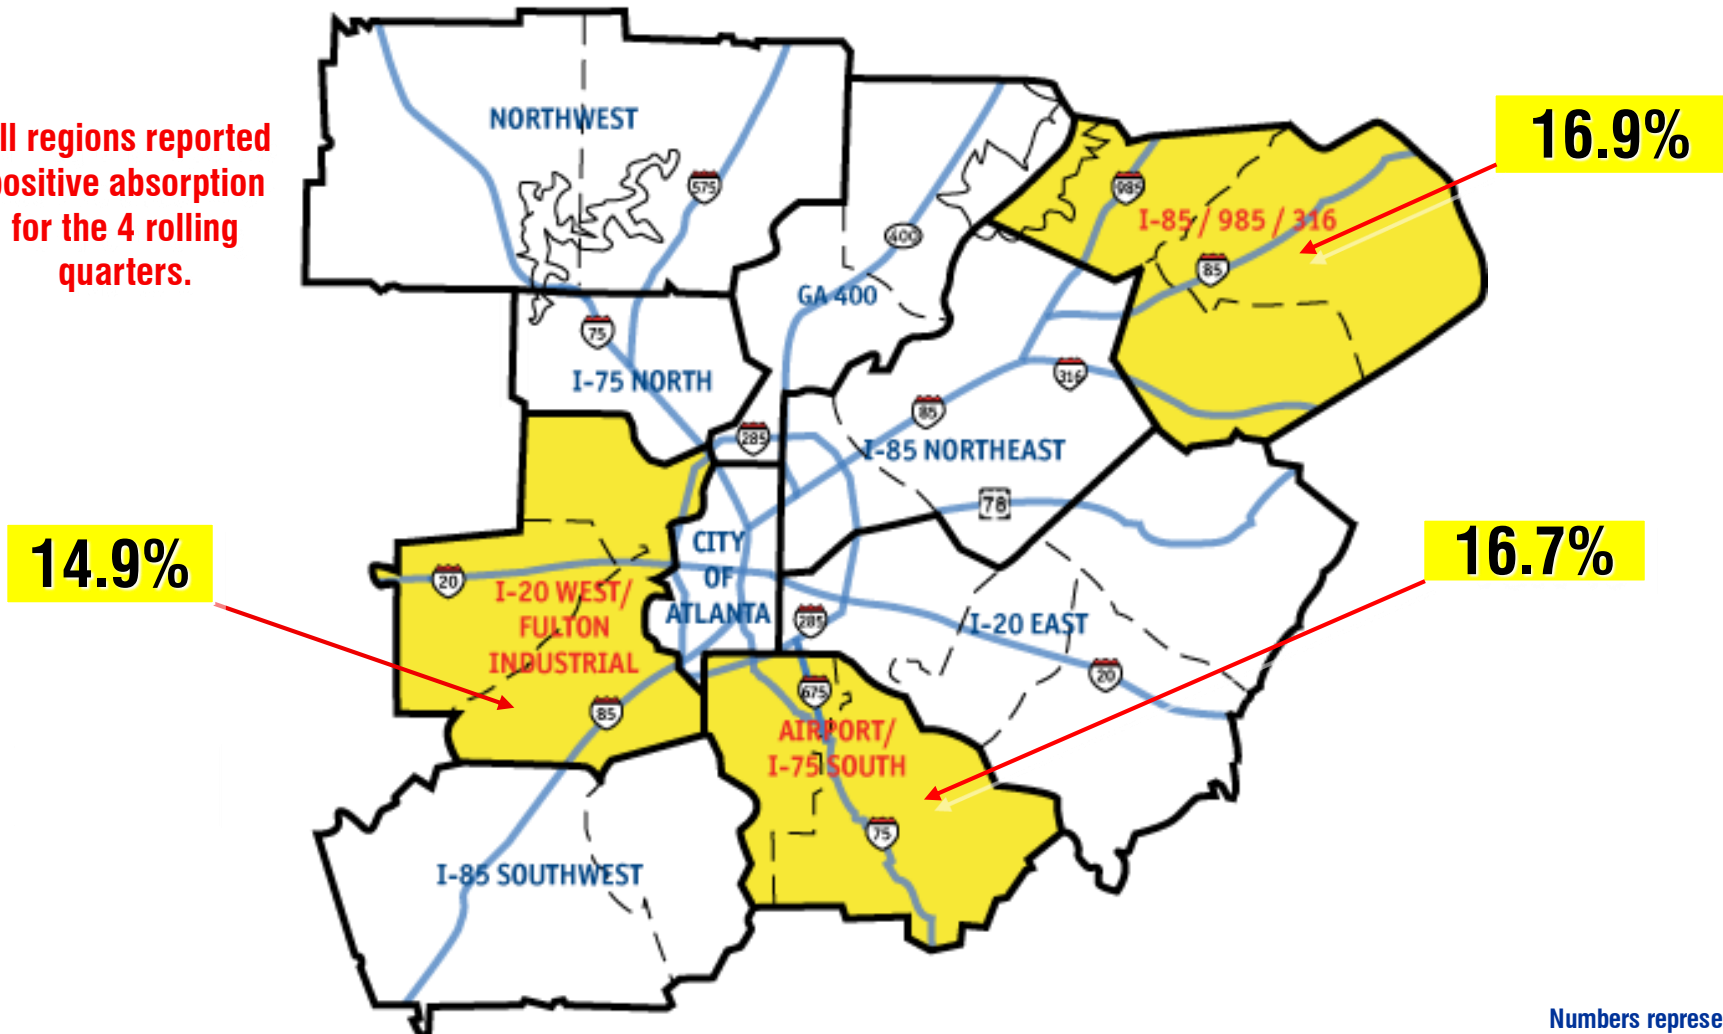 ll regions reported
ositive absorption
for the 4 rolling
quarters.
NORTHWEST
575
16.9%
985
I-85 / 985 / 316
400
85
GA 400
75
I-75 NORTH
316
85
285
I-85 NORTHEAST
78
14.9%
16.7%
20
CITY
OF
ATLANTA
I-20 WEST/
FULTON
INDUSTRIAL
285
I-20 EAST
20
85
675
AIRPORT/
I-75 SOUTH
75
I-85 SOUTHWEST
Numbers represe